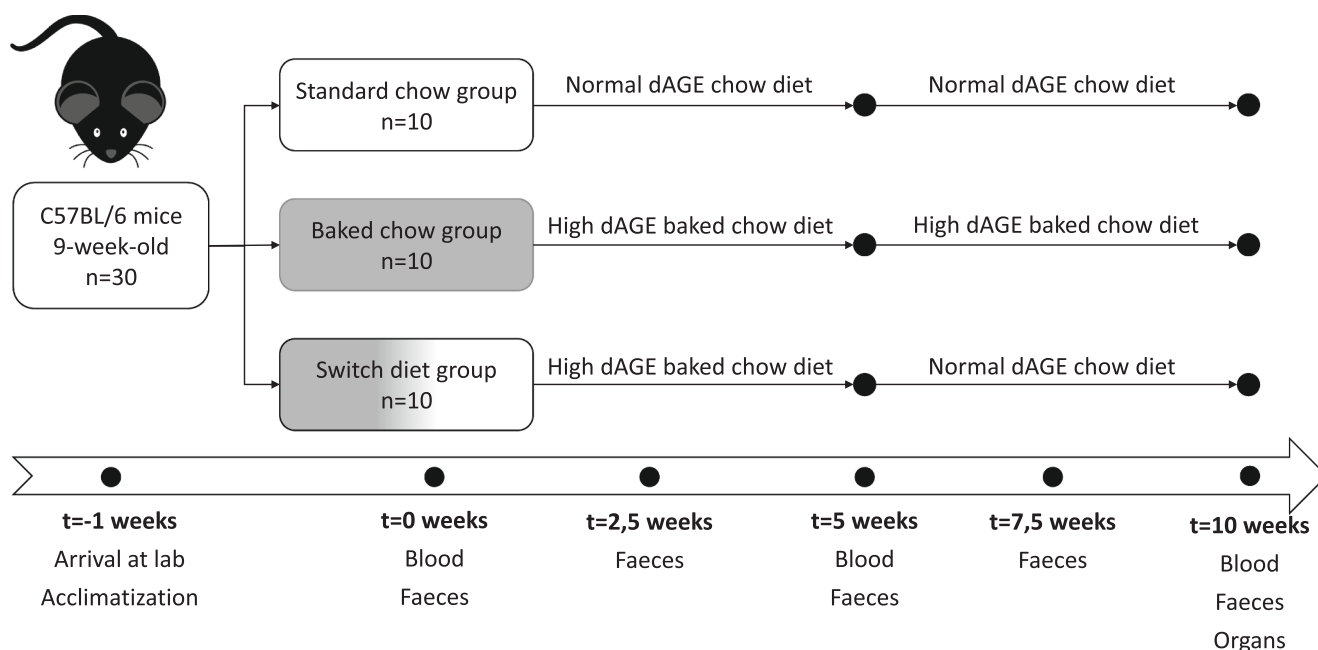 C57BL/6 mice
9-week-old
n=30
Standard chow group
n=10
Normal dAGE chow diet
Normal dAGE chow diet
Baked chow group
n=10
High dAGE baked chow diet
High dAGE baked chow diet
Switch diet group
n=10
High dAGE baked chow diet
Normal dAGE chow diet
t=-1 weeks
Arrival at lab
Acclimatization
t=0 weeks
Blood
Faeces
t=2,5 weeks
Faeces
t=5 weeks
Blood
Faeces
t=7,5 weeks
Faeces
t=10 weeks
Blood
Faeces
Organs